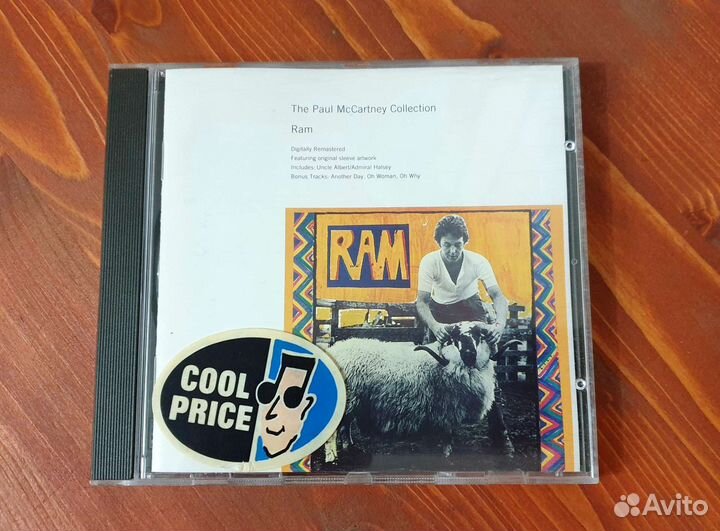 The Paul McCartney Collection
Ram
Digitally Remastered
Featuring original sleeve artwork
Includes: Uncle Albert/Admiral Halsey
Bonus Tracks: Another Day, Oh Woman, Oh Why
RAM
COOL
PRICE
Avito